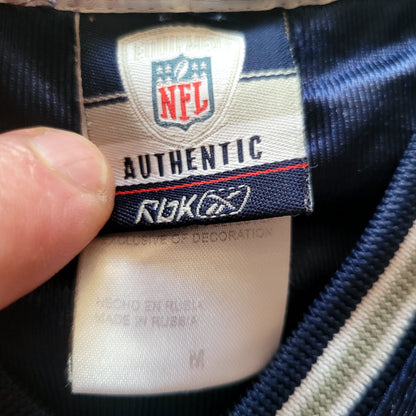 NFL
AUTHENTIC
RBK
EXCLUSIVE OF DECORATION
HECHO EN RUSIA
MADE IN RUSSIA
M